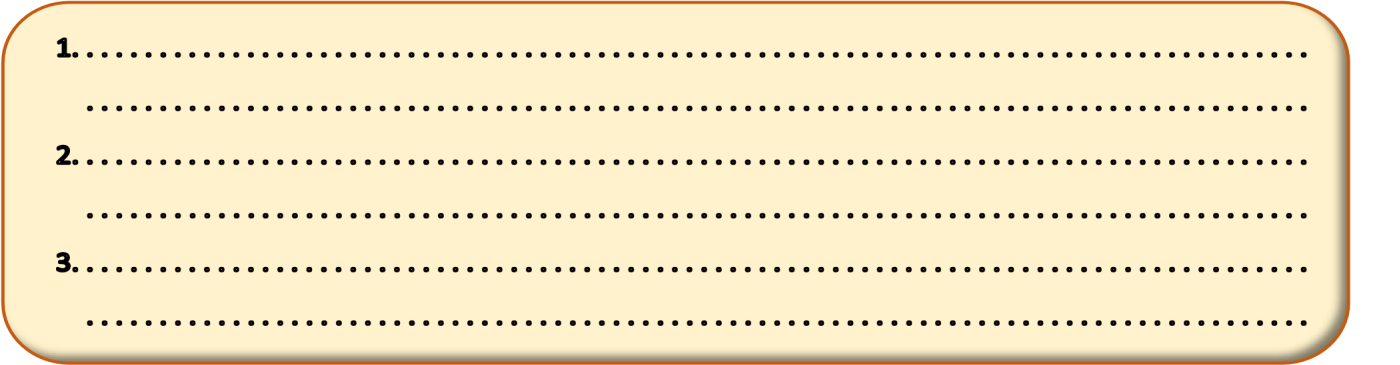 1. . . . . . . . . . . . . . . . . . . . . . . . . . . . . . . . . . . . . . . . . . . . . . . . . . . . . . . . . . . . . . . . . . . . . . . . . . . . . . . . . . . .
. . . . . . . . . . . . . . . . . . . . . . . . . . . . . . . . . . . . . . . . . . . . . . . . . . . . . . . . . . . . . . . . . . . . . . . . . . . . . . . . . . . .
2. . . . . . . . . . . . . . . . . . . . . . . . . . . . . . . . . . . . . . . . . . . . . . . . . . . . . . . . . . . . . . . . . . . . . . . . . . . . . . . . . . . .
. . . . . . . . . . . . . . . . . . . . . . . . . . . . . . . . . . . . . . . . . . . . . . . . . . . . . . . . . . . . . . . . . . . . . . . . . . . . . . . . . . . .
3. . . . . . . . . . . . . . . . . . . . . . . . . . . . . . . . . . . . . . . . . . . . . . . . . . . . . . . . . . . . . . . . . . . . . . . . . . . . . . . . . . . .
. . . . . . . . . . . . . . . . . . . . . . . . . . . . . . . . . . . . . . . . . . . . . . . . . . . . . . . . . . . . . . . . . . . . . . . . . . . . . . . . . . . .